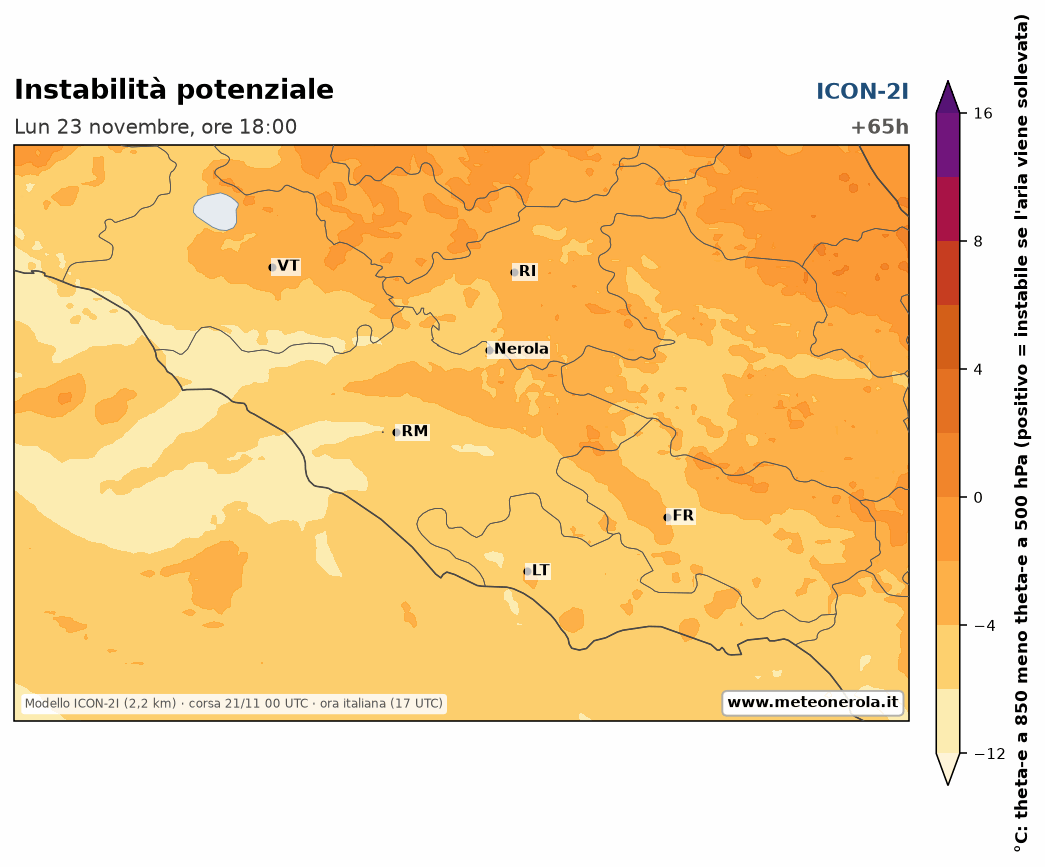 Instabilità potenziale
ICON-2I
Lun 23 novembre, ore 18:00
+65h
VT
RI
Nerola
RM
FR
LT
Modello ICON-2I (2,2 km) · corsa 21/11 00 UTC · ora italiana (17 UTC)
www.meteonerola.it
16
8
4
0
−4
−12
°C: theta-e a 850 meno theta-e a 500 hPa (positivo = instabile se l'aria viene sollevata)